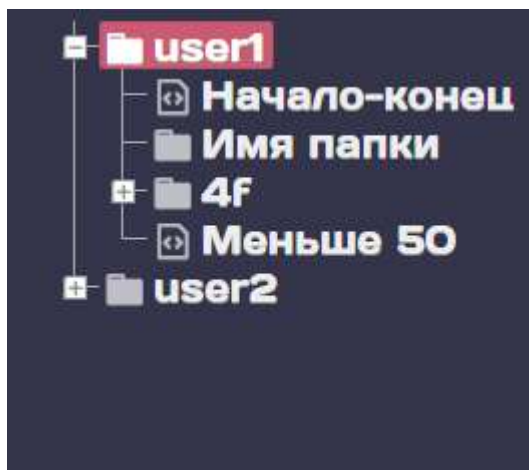 user1
Начало-конец
Имя папки
4f
Меньше 50
user2